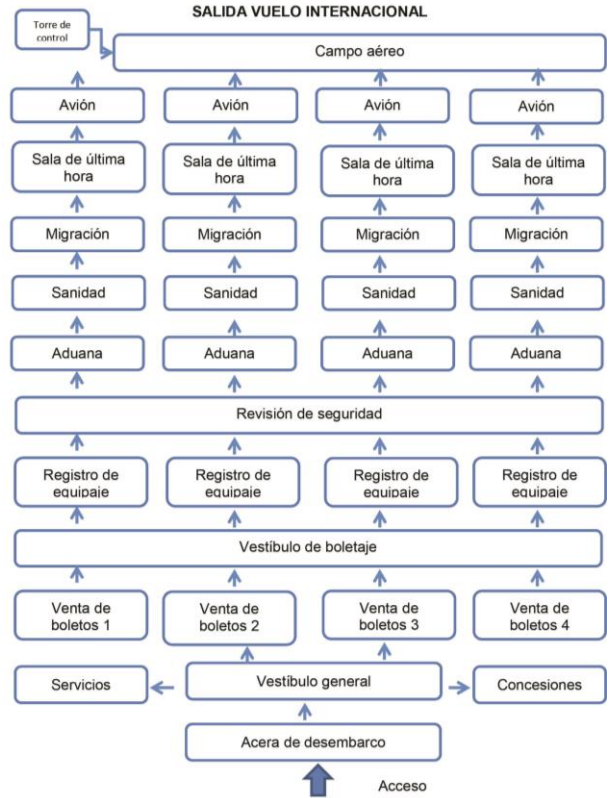 SALIDA VUELO INTERNACIONAL
Torre de
control
Campo aéreo
Avión Avión Avión Avión
Sala de última Sala de última Sala de última Sala de última
hora hora hora hora
Migración Migración Migración Migración
Sanidad Sanidad Sanidad Sanidad
Aduana Aduana Aduana Aduana
Revisión de seguridad
Registro de Registro de Registro de Registro de
equipaje equipaje equipaje equipaje
Vestíbulo de boletaje
Venta de Venta de Venta de Venta de
boletos 1 boletos 2 boletos 3 boletos 4
Servicios Vestíbulo general Concesiones
Acera de desembarco
Acceso